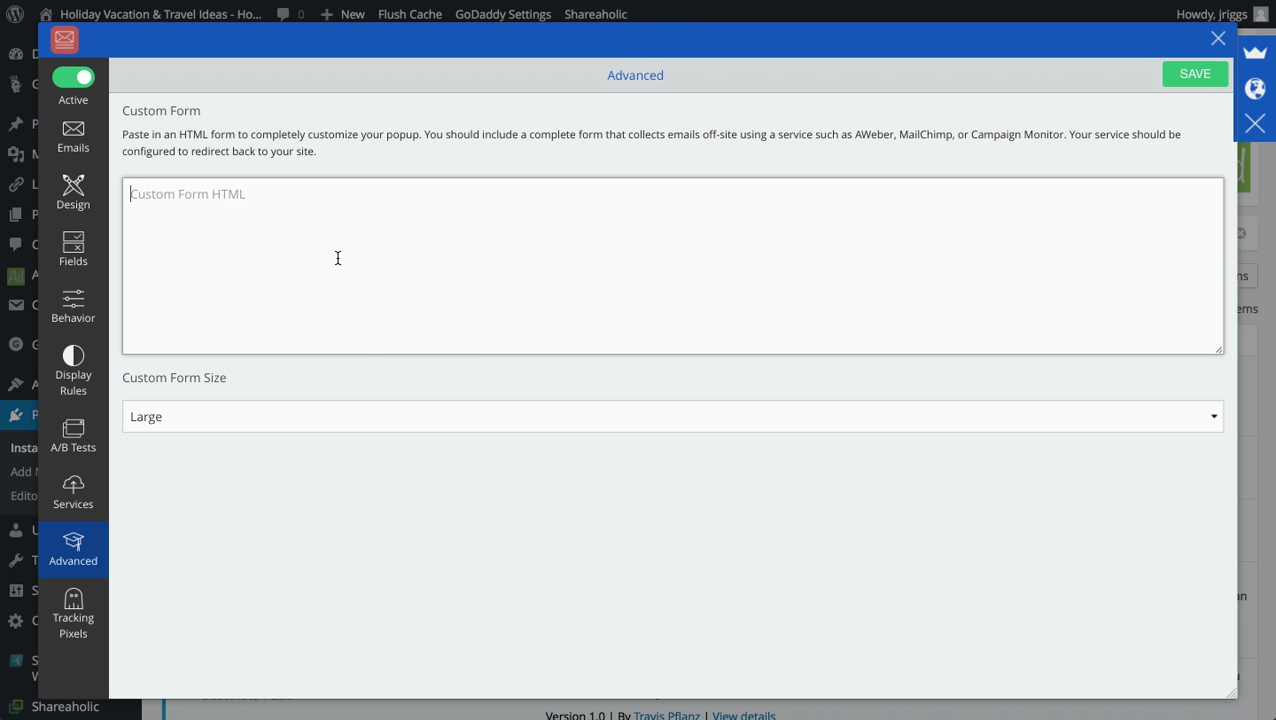 Holiday Vacation & Travel Ideas - Ho...
0
New
Flush Cache
GoDaddy Settings
Shareaholic
Howdy, jriggs
Advanced
SAVE
Active
Emails
Design
Fields
Behavior
Display
Rules
A/B Tests
Services
Advanced
Tracking
Pixels
Custom Form
Paste in an HTML form to completely customize your popup. You should include a complete form that collects emails off-site using a service such as AWeber, MailChimp, or Campaign Monitor. Your service should be
configured to redirect back to your site.
Custom Form HTML
Custom Form Size
Large
Insta
Add N
Edito
Shareaholic
Version 1.0 | By Travis Pflanz | View details